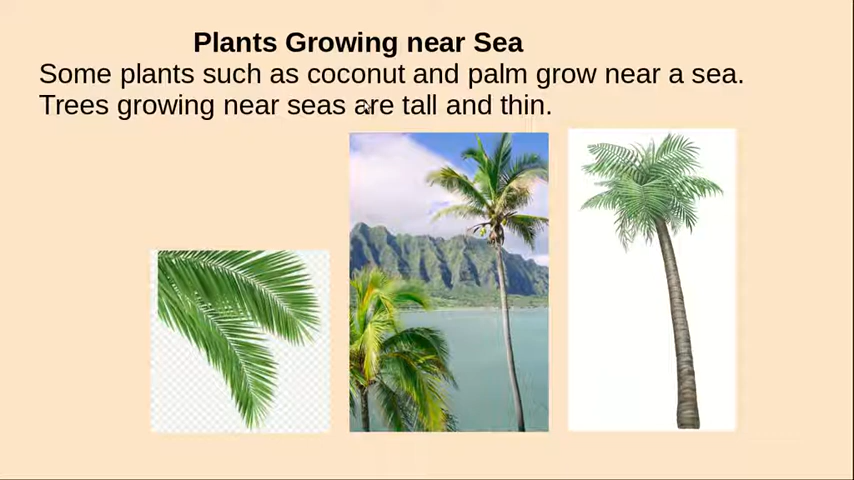 Plants Growing near Sea
Some plants such as coconut and palm grow near a sea.
Trees growing near seas are tall and thin.